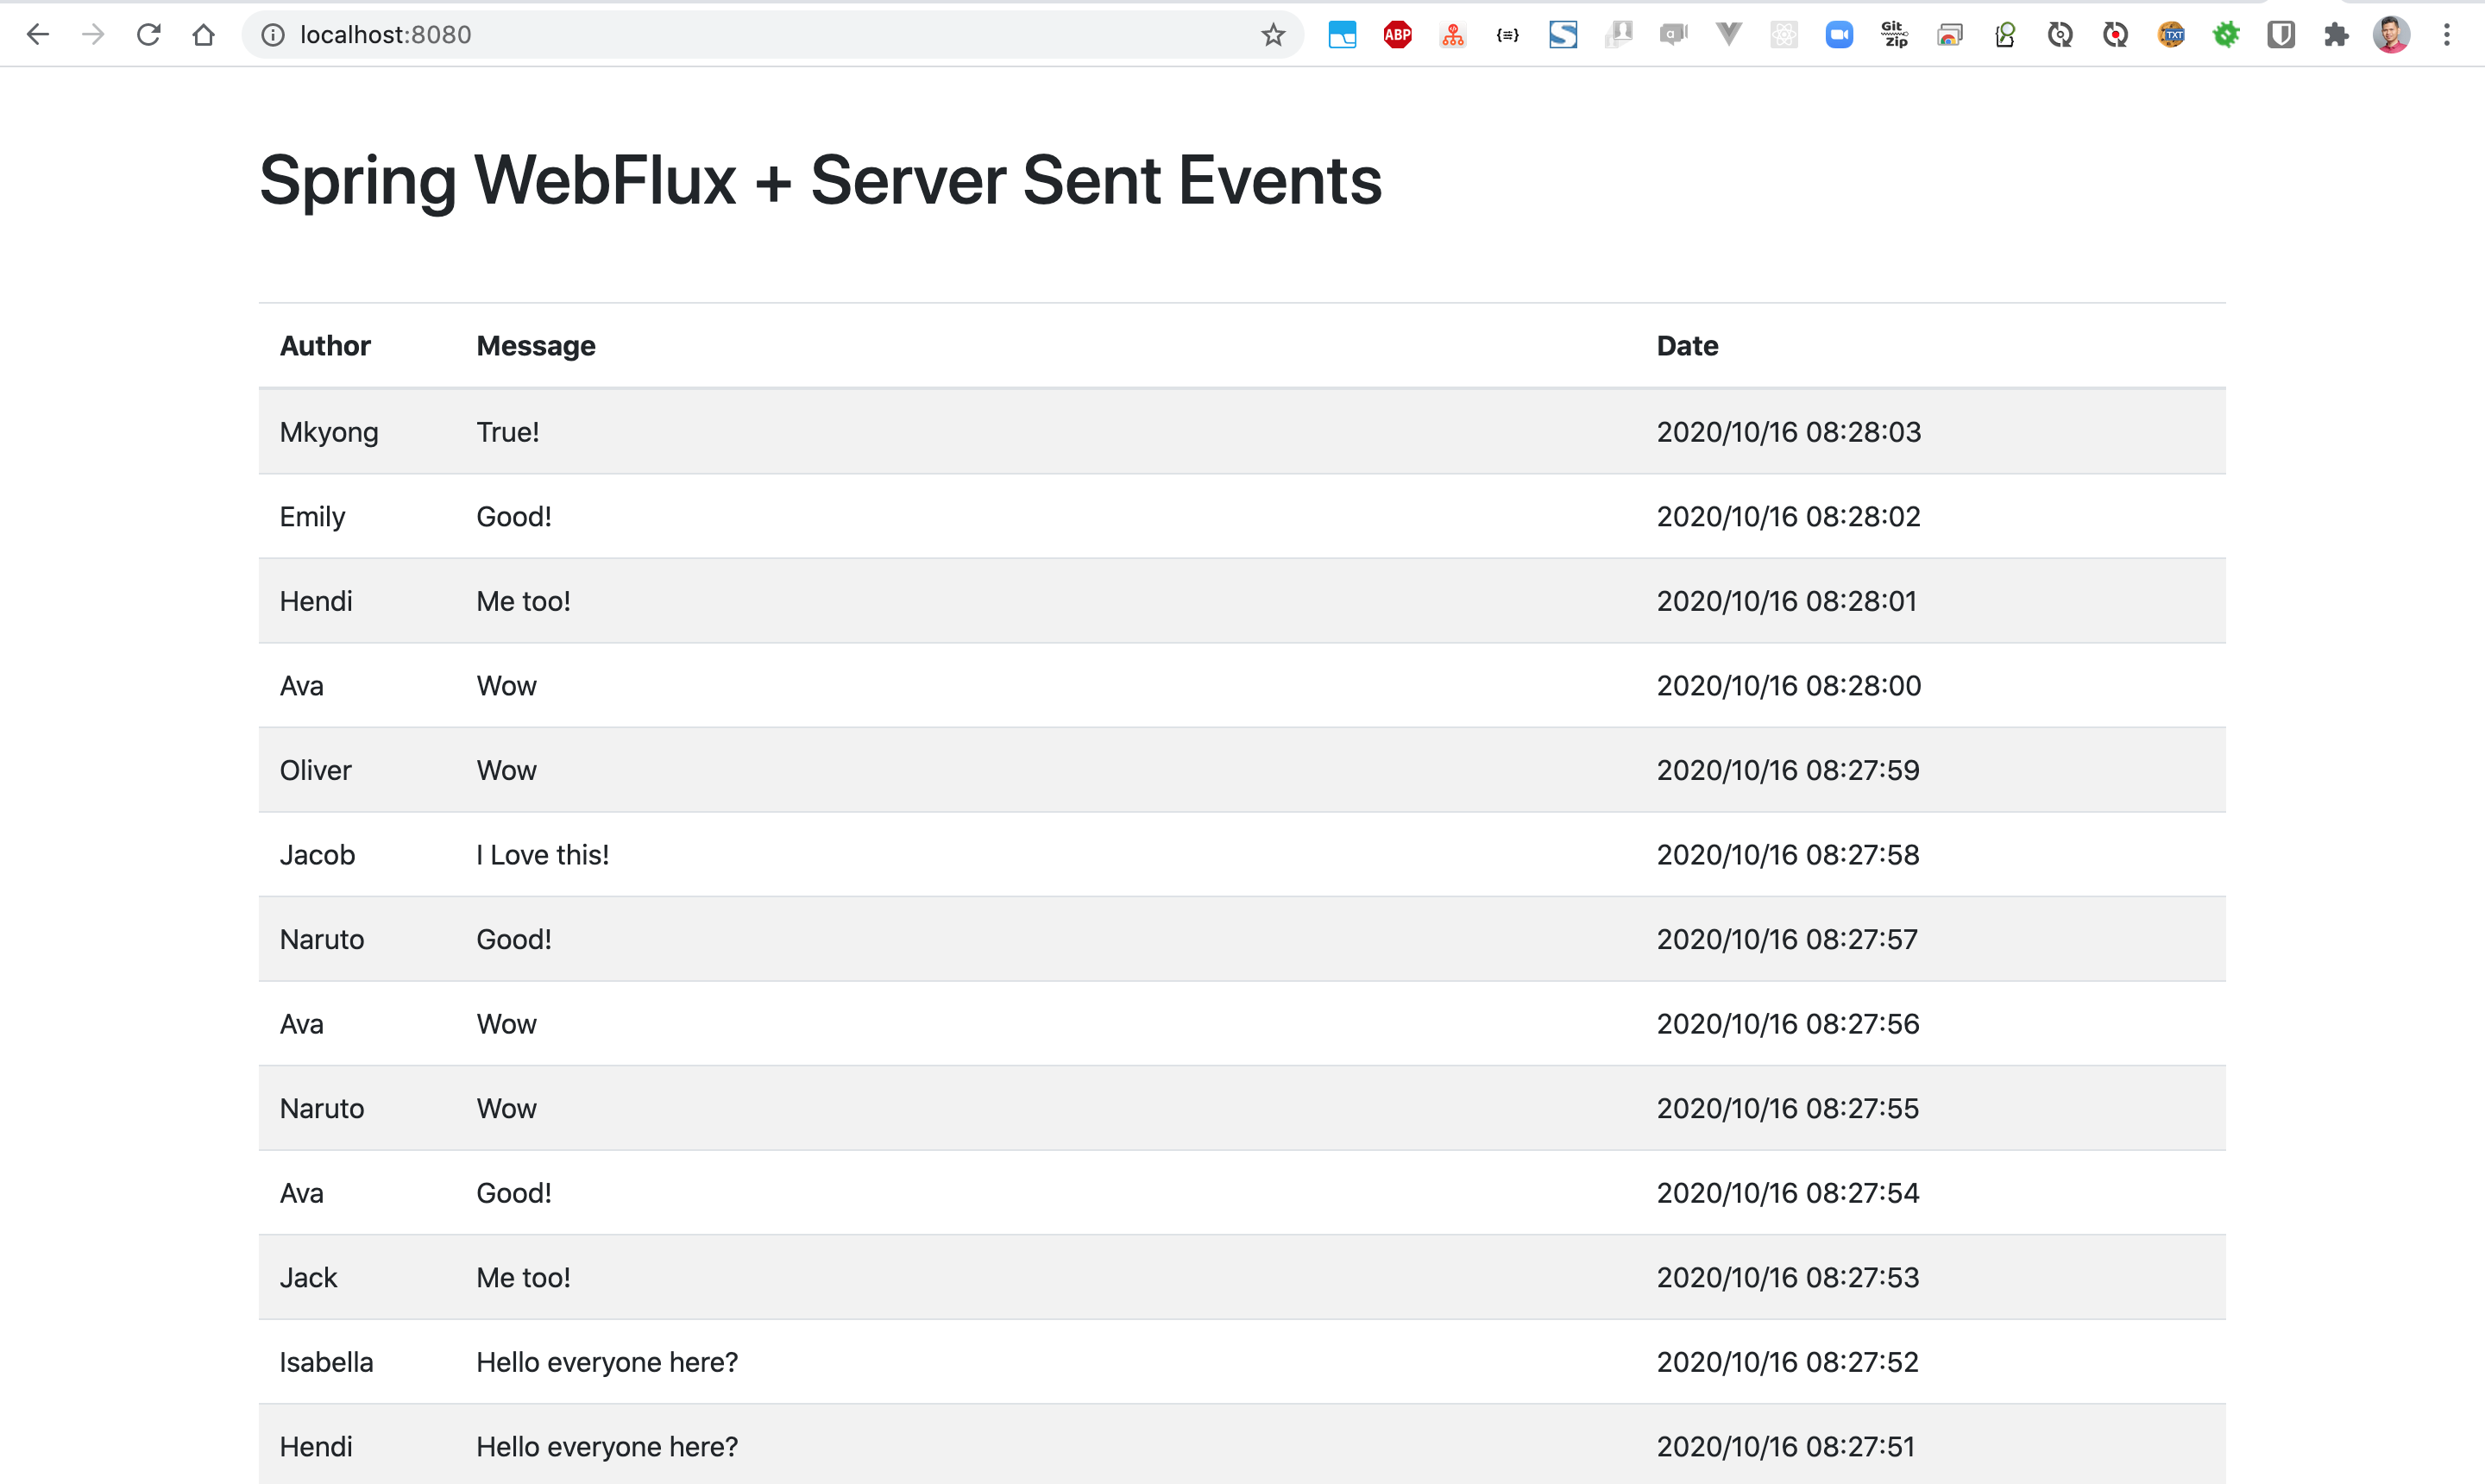 localhost:8080
ABP
{≡}
S
a
Git
Zip
TXT
Spring WebFlux + Server Sent Events
Author Message Date
Mkyong True! 2020/10/16 08:28:03
Emily Good! 2020/10/16 08:28:02
Hendi Me too! 2020/10/16 08:28:01
Ava Wow 2020/10/16 08:28:00
Oliver Wow 2020/10/16 08:27:59
Jacob I Love this! 2020/10/16 08:27:58
Naruto Good! 2020/10/16 08:27:57
Ava Wow 2020/10/16 08:27:56
Naruto Wow 2020/10/16 08:27:55
Ava Good! 2020/10/16 08:27:54
Jack Me too! 2020/10/16 08:27:53
Isabella Hello everyone here? 2020/10/16 08:27:52
Hendi Hello everyone here? 2020/10/16 08:27:51